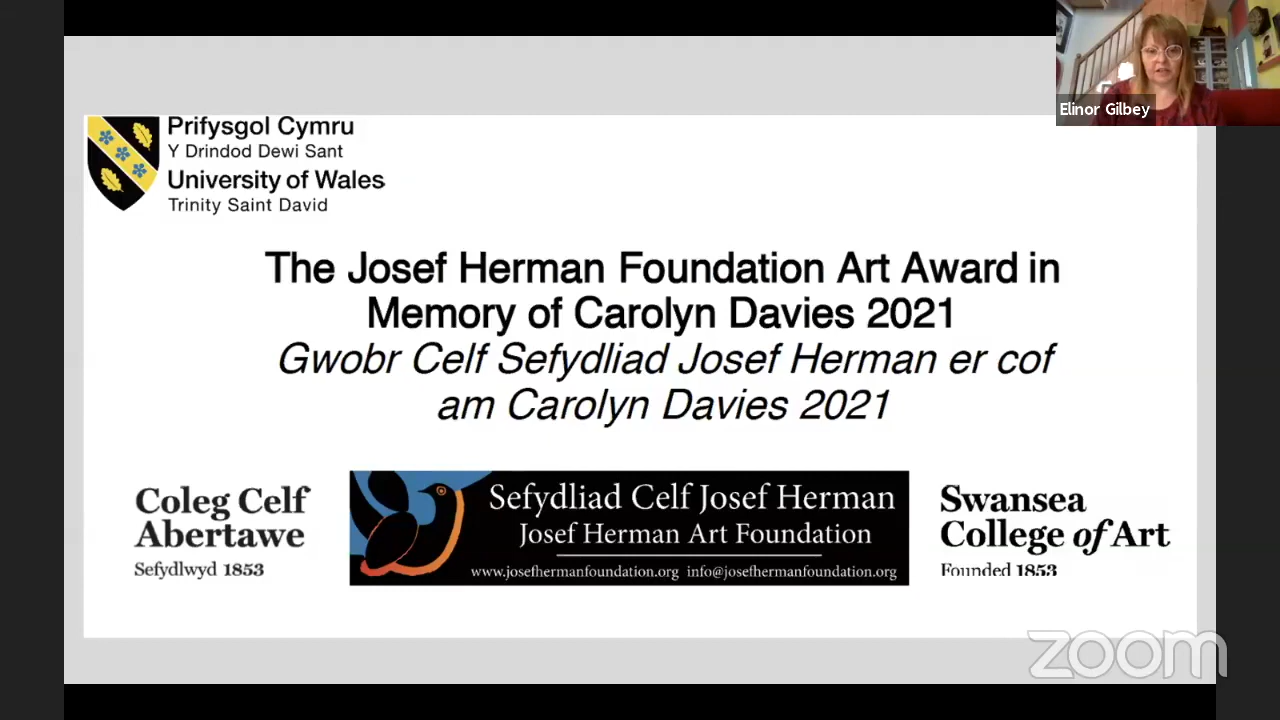 Elinor Gilbey
Prifysgol Cymru
Y Drindod Dewi Sant
University of Wales
Trinity Saint David
The Josef Herman Foundation Art Award in
Memory of Carolyn Davies 2021
Gwobr Celf Sefydliad Josef Herman er cof
am Carolyn Davies 2021
Coleg Celf
Abertawe
Sefydlwyd 1853
Sefydliad Celf Josef Herman
Josef Herman Art Foundation
www.josefhermanfoundation.org info@josefhermanfoundation.org
Swansea
College of Art
Founded 1853
zoom